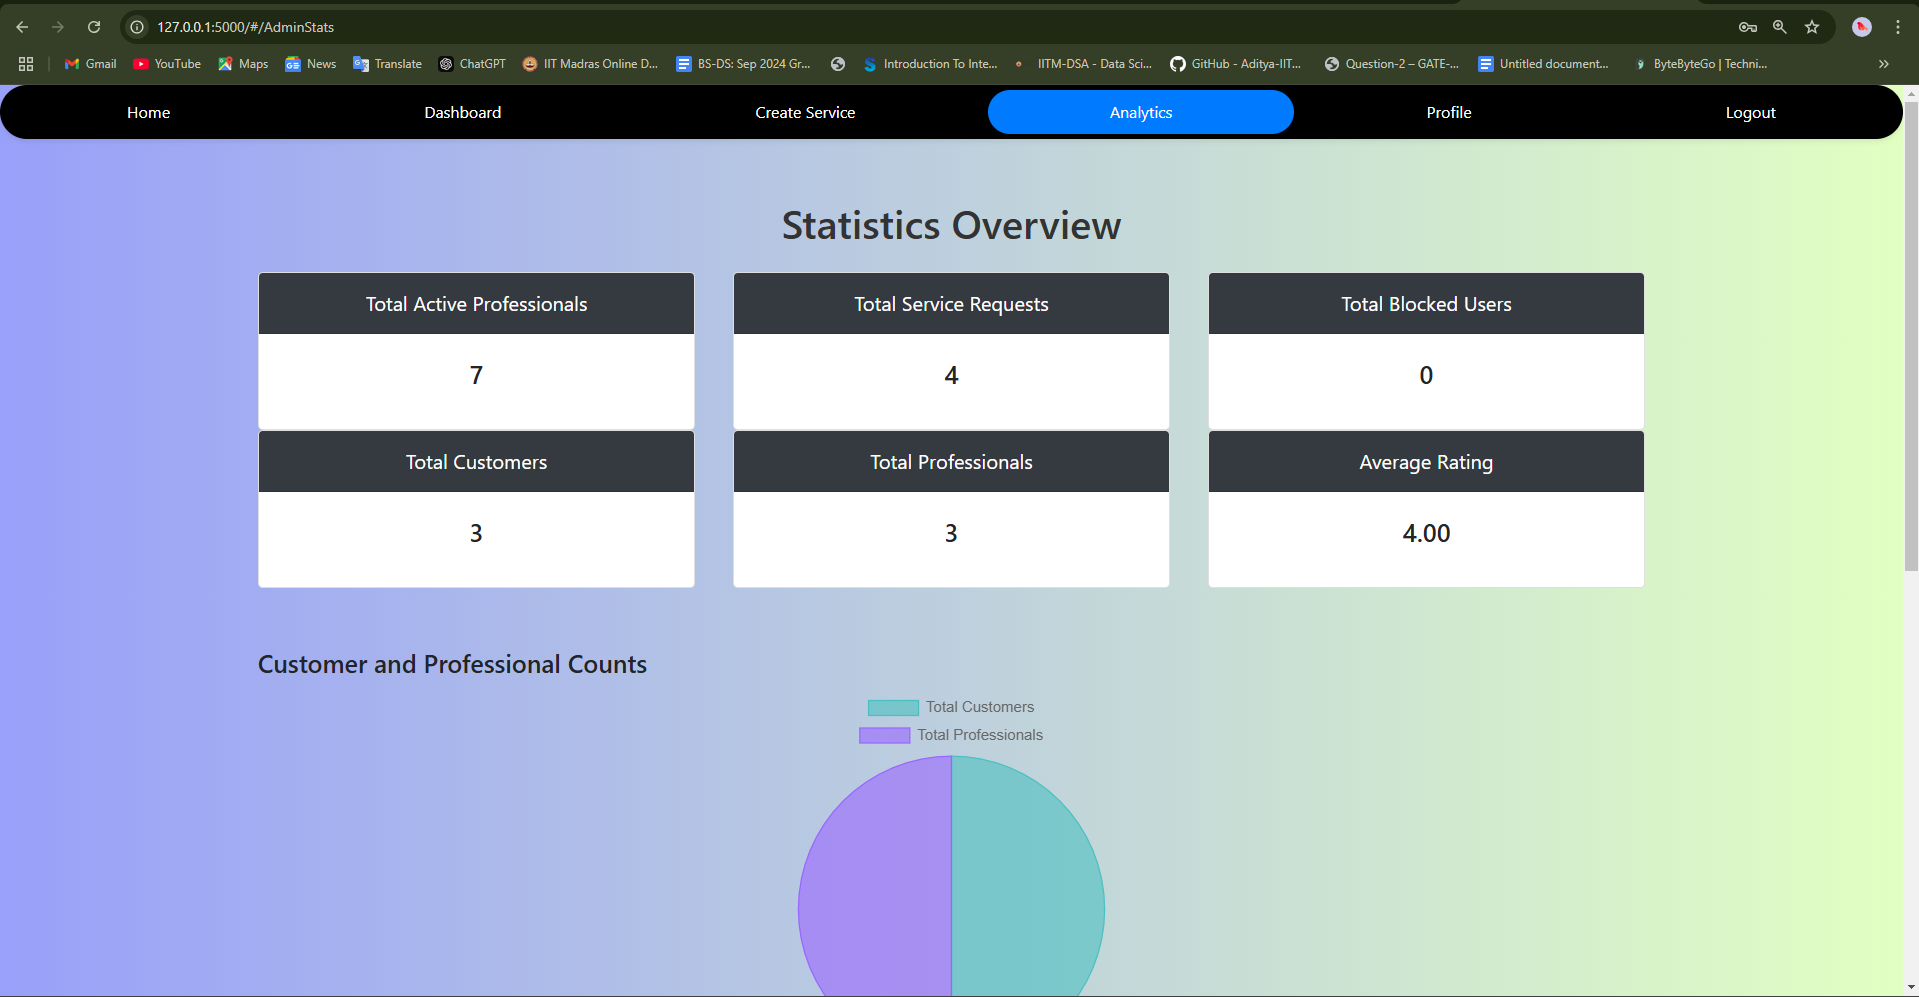 127.0.0.1:5000/#/AdminStats
Gmail YouTube Maps News Translate ChatGPT IIT Madras Online D... BS-DS: Sep 2024 Gr... Introduction To Inte... IITM-DSA - Data Sci... GitHub - Aditya-IIT... Question-2 – GATE-... Untitled document... ByteByteGo | Techni...
Home Dashboard Create Service Analytics Profile Logout
Statistics Overview
Total Active Professionals Total Service Requests Total Blocked Users
7 4 0
Total Customers Total Professionals Average Rating
3 3 4.00
Customer and Professional Counts
Total Customers
Total Professionals